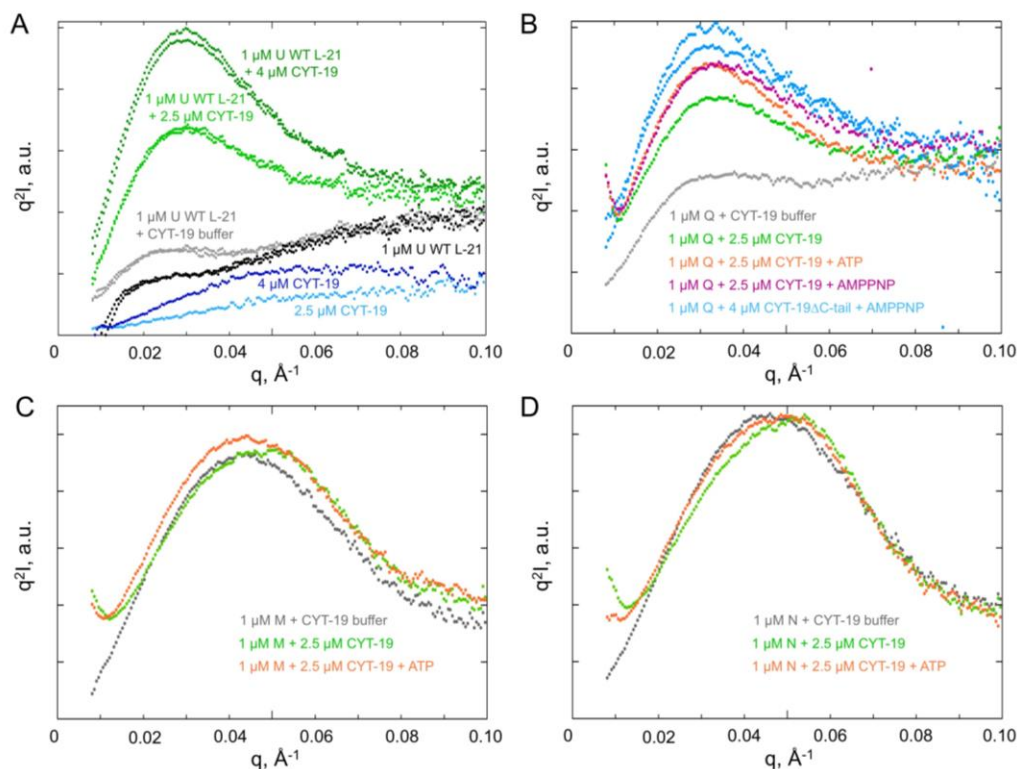 A
q²I, a.u.
1 µM U WT L-21
+ 4 µM CYT-19
1 µM U WT L-21
+ 2.5 µM CYT-19
1 µM U WT L-21
+ CYT-19 buffer
1 µM U WT L-21
4 µM CYT-19
2.5 µM CYT-19
0 0.02 0.04 0.06 0.08 0.10
q, Å⁻¹
B
q²I, a.u.
1 µM Q + CYT-19 buffer
1 µM Q + 2.5 µM CYT-19
1 µM Q + 2.5 µM CYT-19 + ATP
1 µM Q + 2.5 µM CYT-19 + AMPPNP
1 µM Q + 4 µM CYT-19ΔC-tail + AMPPNP
0 0.02 0.04 0.06 0.08 0.10
q, Å⁻¹
C
q²I, a.u.
1 µM M + CYT-19 buffer
1 µM M + 2.5 µM CYT-19
1 µM M + 2.5 µM CYT-19 + ATP
0 0.02 0.04 0.06 0.08 0.10
q, Å⁻¹
D
q²I, a.u.
1 µM N + CYT-19 buffer
1 µM N + 2.5 µM CYT-19
1 µM N + 2.5 µM CYT-19 + ATP
0 0.02 0.04 0.06 0.08 0.10
q, Å⁻¹